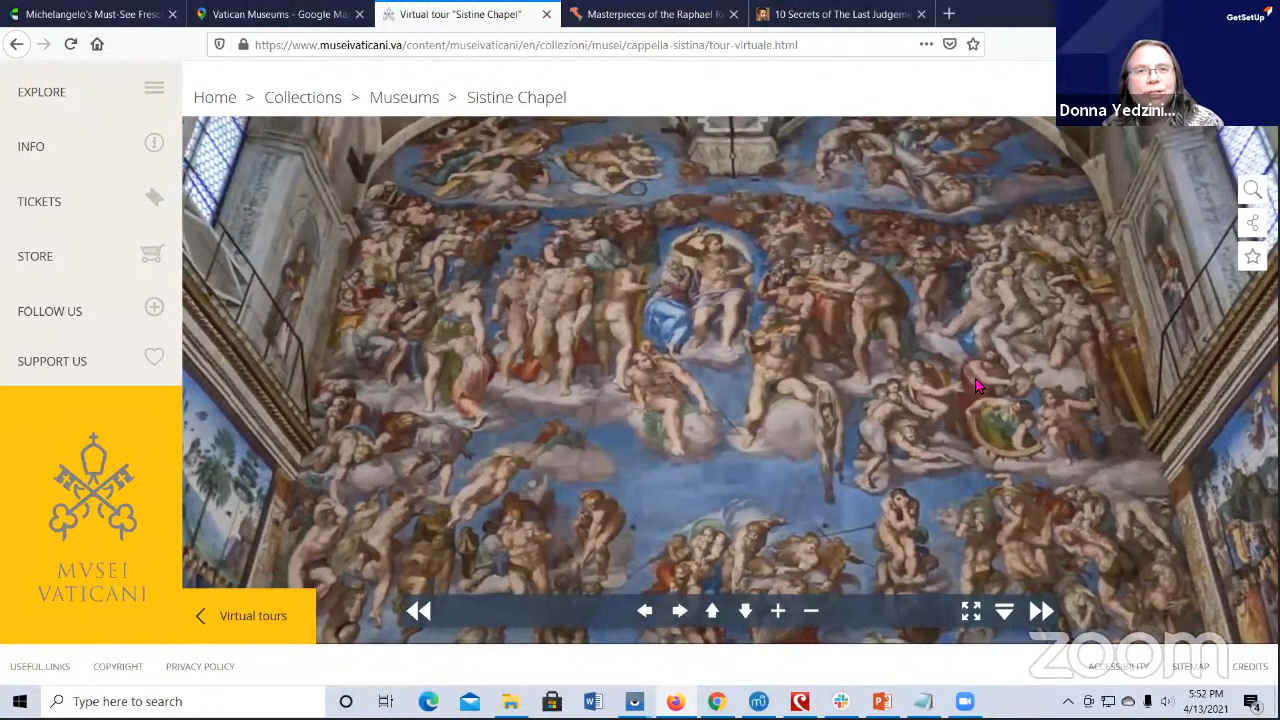 Michelangelo's Must See Fresc
Motorious - Google Ma
Virtual tour "Sistine Chapel"
Masterpieces of the Raphael R
10 Secrets of The Last Judgeme
GetSetUp
https://www.museivaticani.va/content/museivaticani/en/collezioni/musei/cappella-sistina/tour-virtuale.html
EXPLORE
Home > Collections > Museums > Sistine Chapel
Donna Yedzini...
INFO
TICKETS
STORE
FOLLOW US
SUPPORT US
MVSEI
VATICANI
Virtual tours
zoom
USEFUL LINKS COPYRIGHT PRIVACY POLICY ACCESSIBILITY SITEMAP CREDITS
Type here to search
5:52 PM
4/13/2021
4